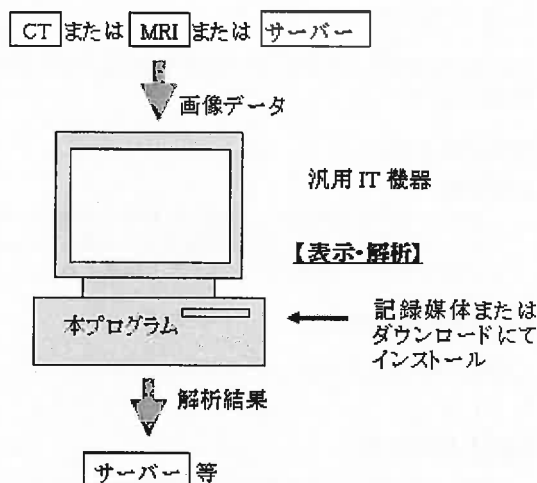 CT または MRI または サーバー
画像データ
汎用 IT 機器
【表示・解析】
本プログラム
記録媒体または
ダウンロードにて
インストール
解析結果
サーバー 等